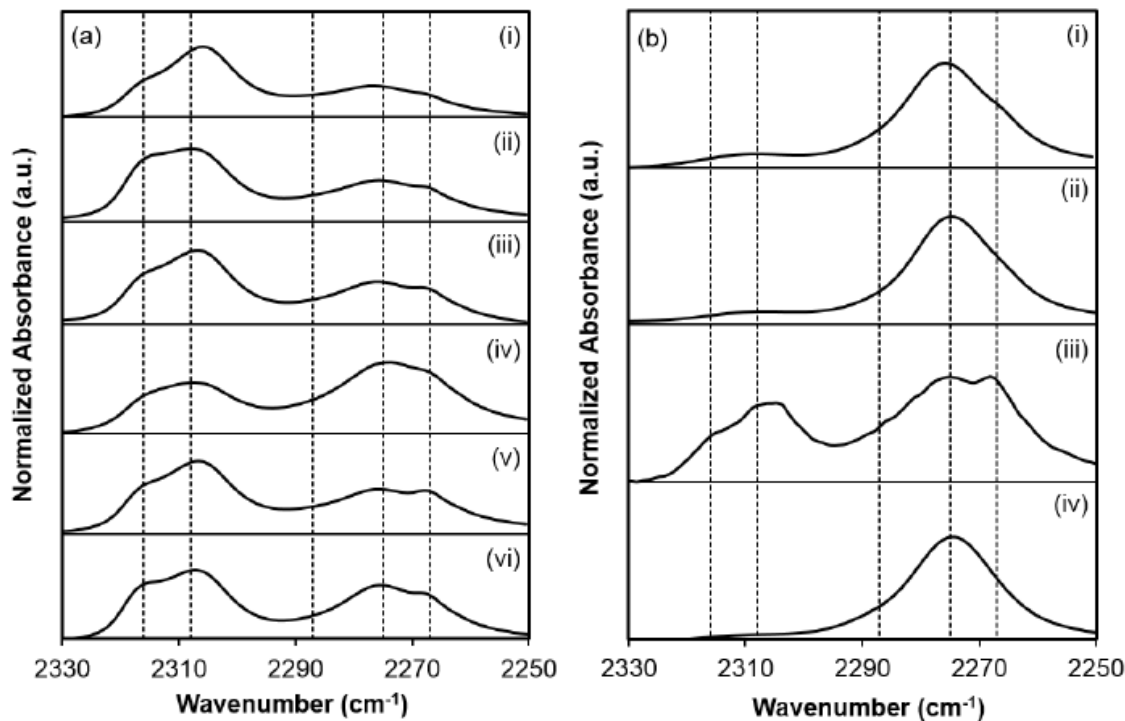 (a)
(i)
(ii)
(iii)
(iv)
(v)
(vi)
Normalized Absorbance (a.u.)
2330 2310 2290 2270 2250
Wavenumber (cm⁻¹)
(b)
(i)
(ii)
(iii)
(iv)
Normalized Absorbance (a.u.)
2330 2310 2290 2270 2250
Wavenumber (cm⁻¹)